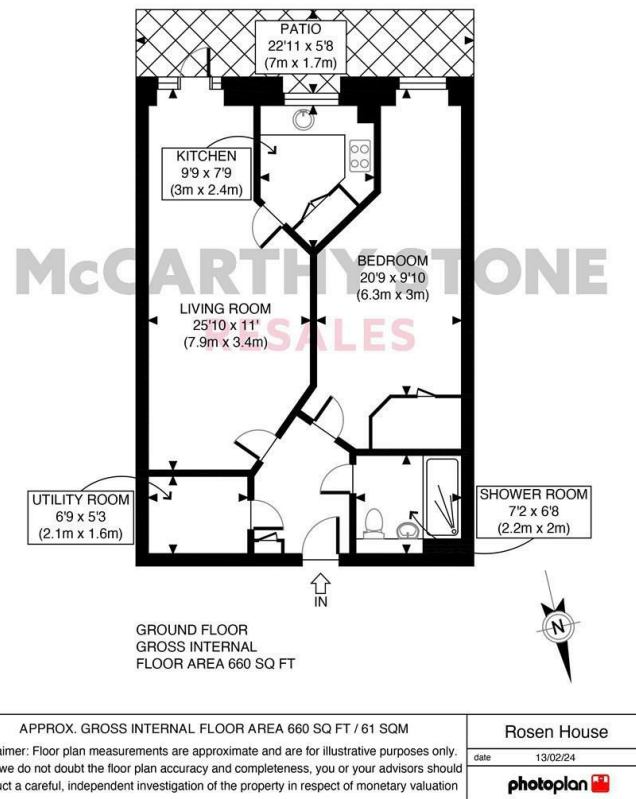 PATIO
22'11 x 5'8
(7m x 1.7m)
KITCHEN
9'9 x 7'9
(3m x 2.4m)
McCARTHY STONE
RESALES
BEDROOM
20'9 x 9'10
(6.3m x 3m)
LIVING ROOM
25'10 x 11'
(7.9m x 3.4m)
UTILITY ROOM
6'9 x 5'3
(2.1m x 1.6m)
SHOWER ROOM
7'2 x 6'8
(2.2m x 2m)
IN
N
GROUND FLOOR
GROSS INTERNAL
FLOOR AREA 660 SQ FT
APPROX. GROSS INTERNAL FLOOR AREA 660 SQ FT / 61 SQM
aimer: Floor plan measurements are approximate and are for illustrative purposes only.
we do not doubt the floor plan accuracy and completeness, you or your advisors should
uct a careful, independent investigation of the property in respect of monetary valuation
Rosen House
date 13/02/24
photoplan